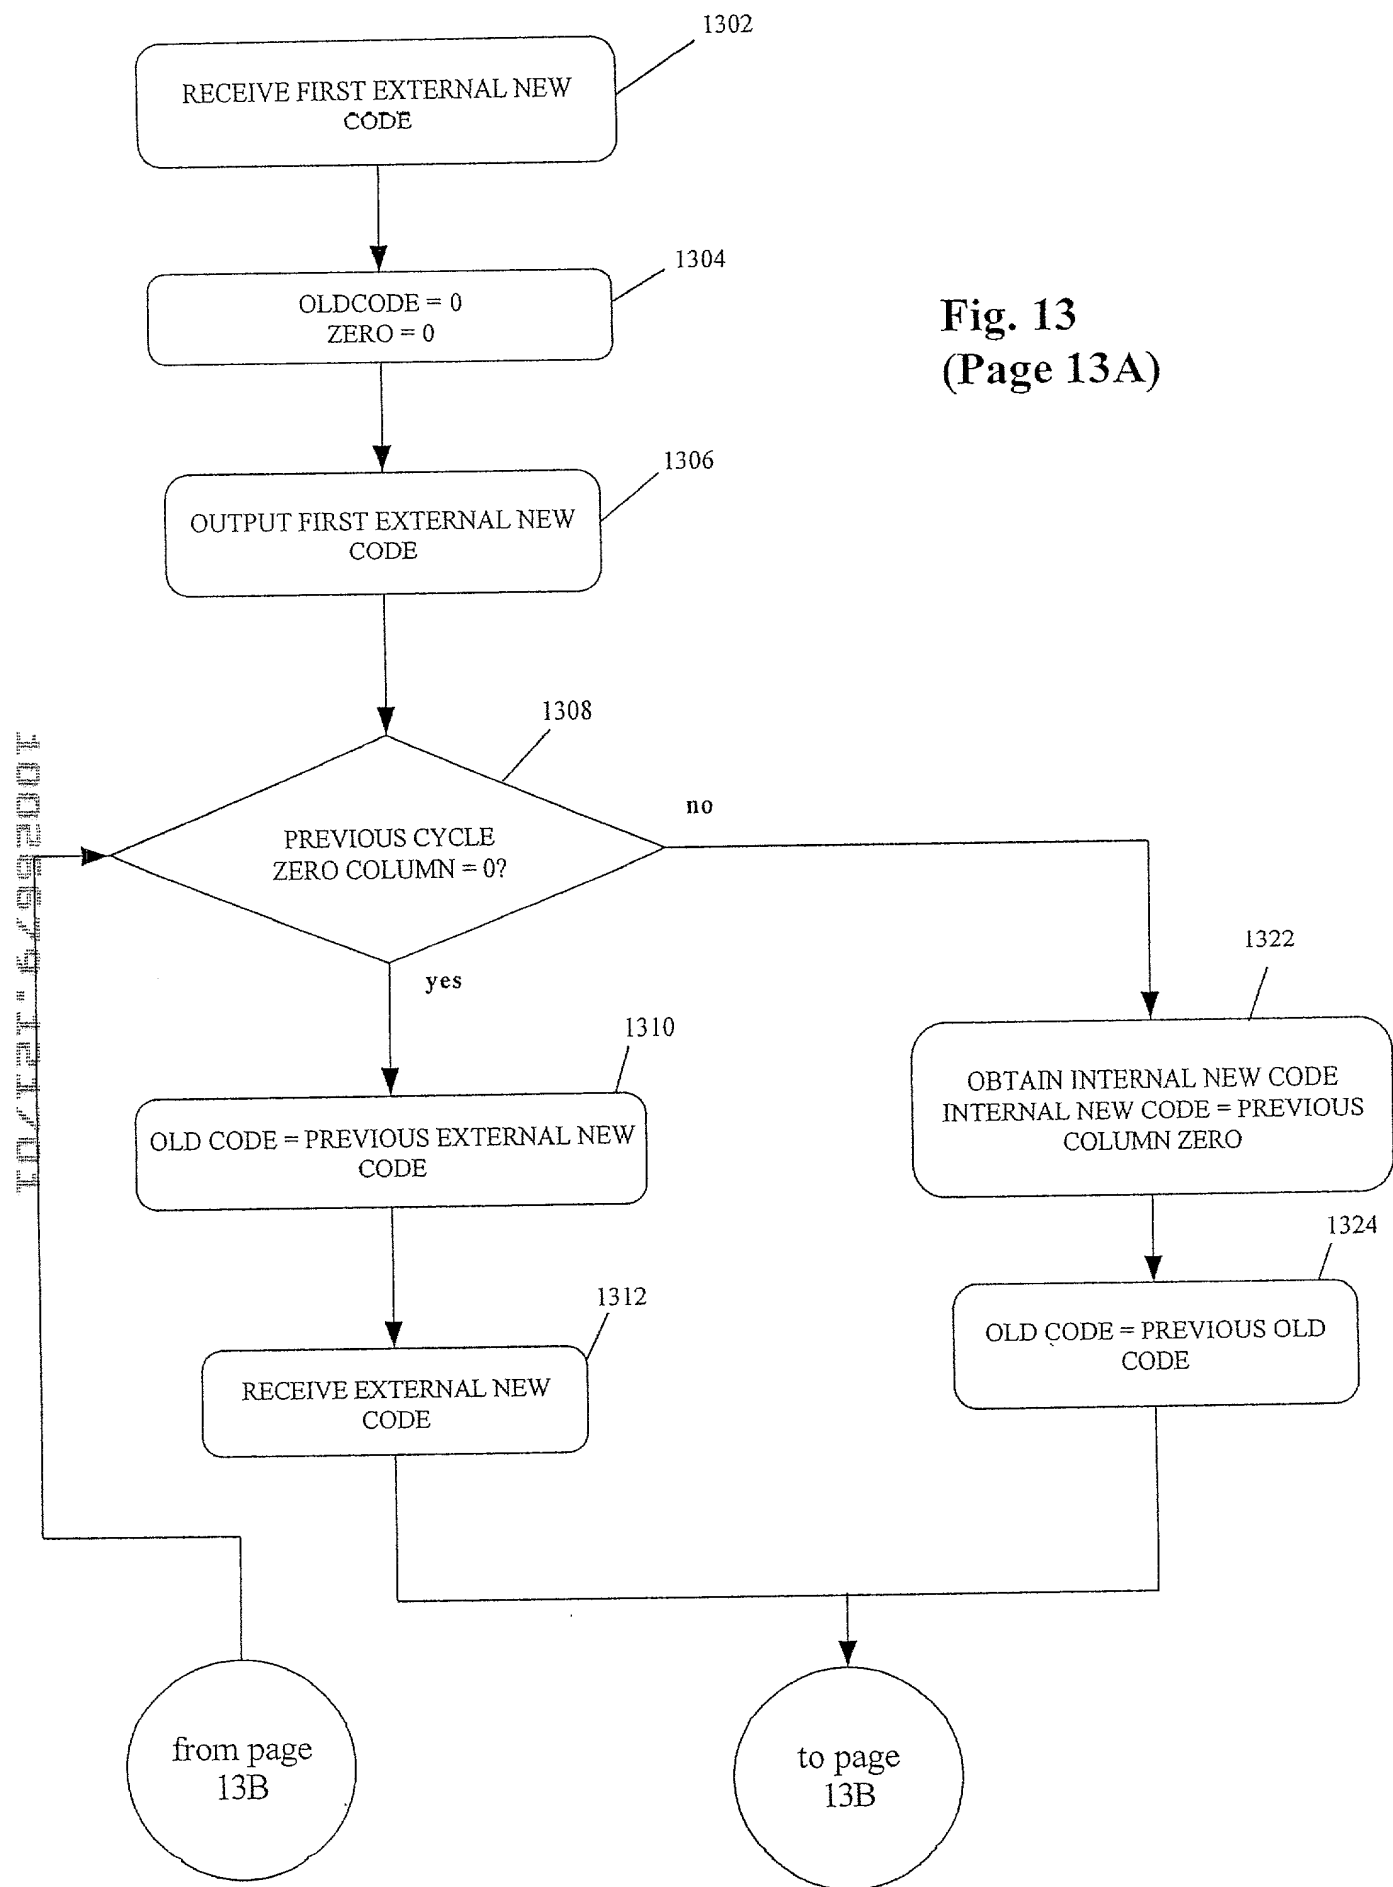 1302
RECEIVE FIRST EXTERNAL NEW
CODE
1304
OLDCODE = 0
ZERO = 0
Fig. 13
(Page 13A)
1306
OUTPUT FIRST EXTERNAL NEW
CODE
1308
PREVIOUS CYCLE
ZERO COLUMN = 0?
no
yes
1310
OLD CODE = PREVIOUS EXTERNAL NEW
CODE
1312
RECEIVE EXTERNAL NEW
CODE
1322
OBTAIN INTERNAL NEW CODE
INTERNAL NEW CODE = PREVIOUS
COLUMN ZERO
1324
OLD CODE = PREVIOUS OLD
CODE
from page
13B
to page
13B